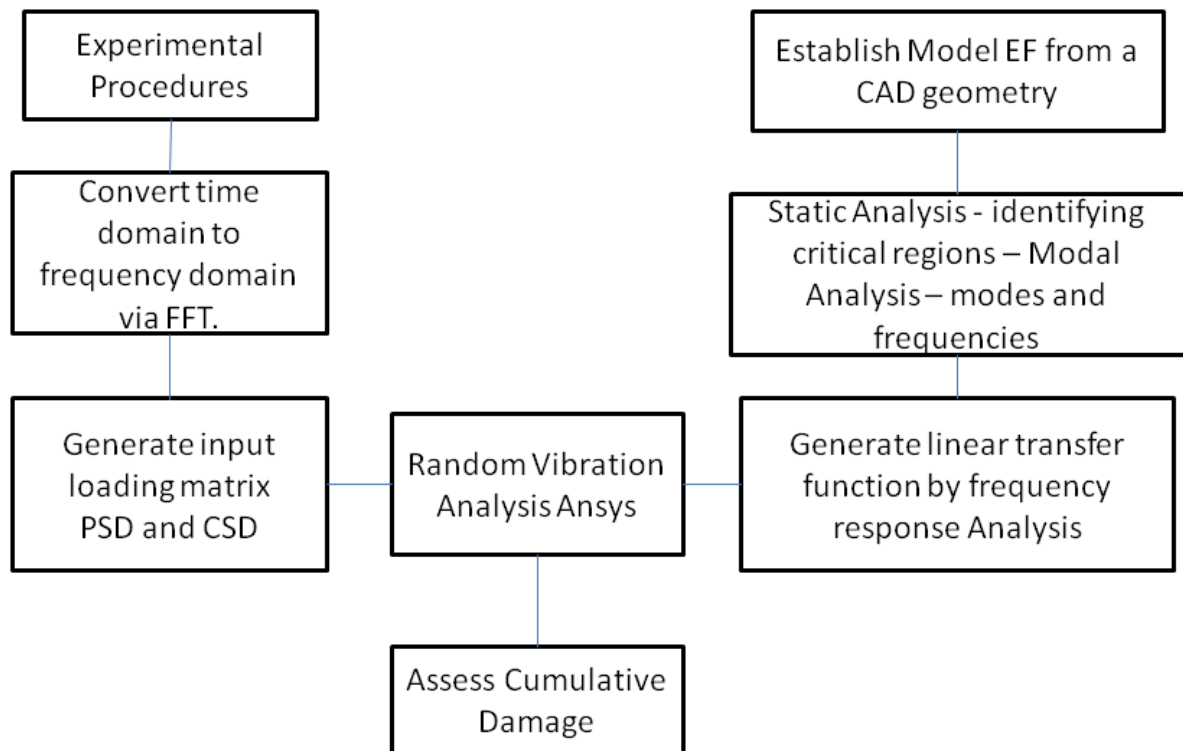 Experimental
Procedures
Convert time
domain to
frequency domain
via FFT.
Generate input
loading matrix
PSD and CSD
Random Vibration
Analysis Ansys
Assess Cumulative
Damage
Establish Model EF from a
CAD geometry
Static Analysis - identifying
critical regions – Modal
Analysis – modes and
frequencies
Generate linear transfer
function by frequency
response Analysis